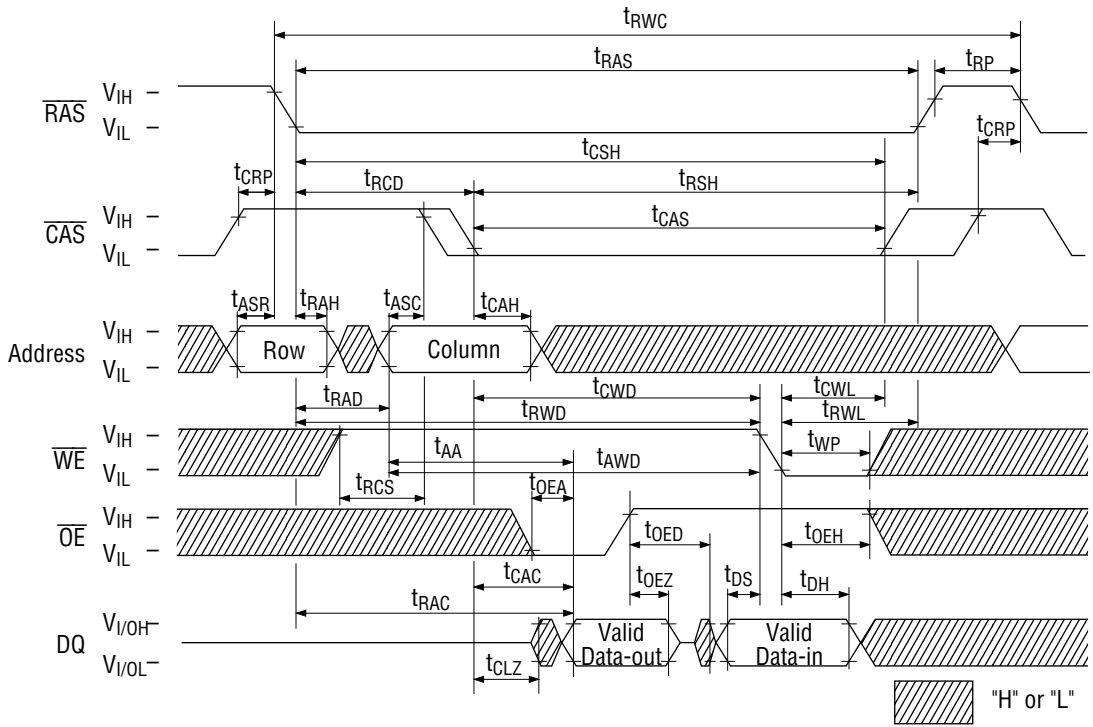 tRWC
tRAS
tRP
RAS
VIH
VIL
tCRP
tCSH
tCRP
tRCD
tRSH
CAS
VIH
VIL
tCAS
tASR
tRAH
tASC
tCAH
Address
VIH
VIL
Row
Column
tRAD
tCWD
tCWL
tRWD
tRWL
WE
VIH
VIL
tAA
tWP
tAWD
tRCS
tOEA
OE
VIH
VIL
tOED
tOEH
tCAC
tOEZ
tDS
tDH
tRAC
DQ
VI/OH
VI/OL
Valid
Data-out
Valid
Data-in
tCLZ
"H" or "L"